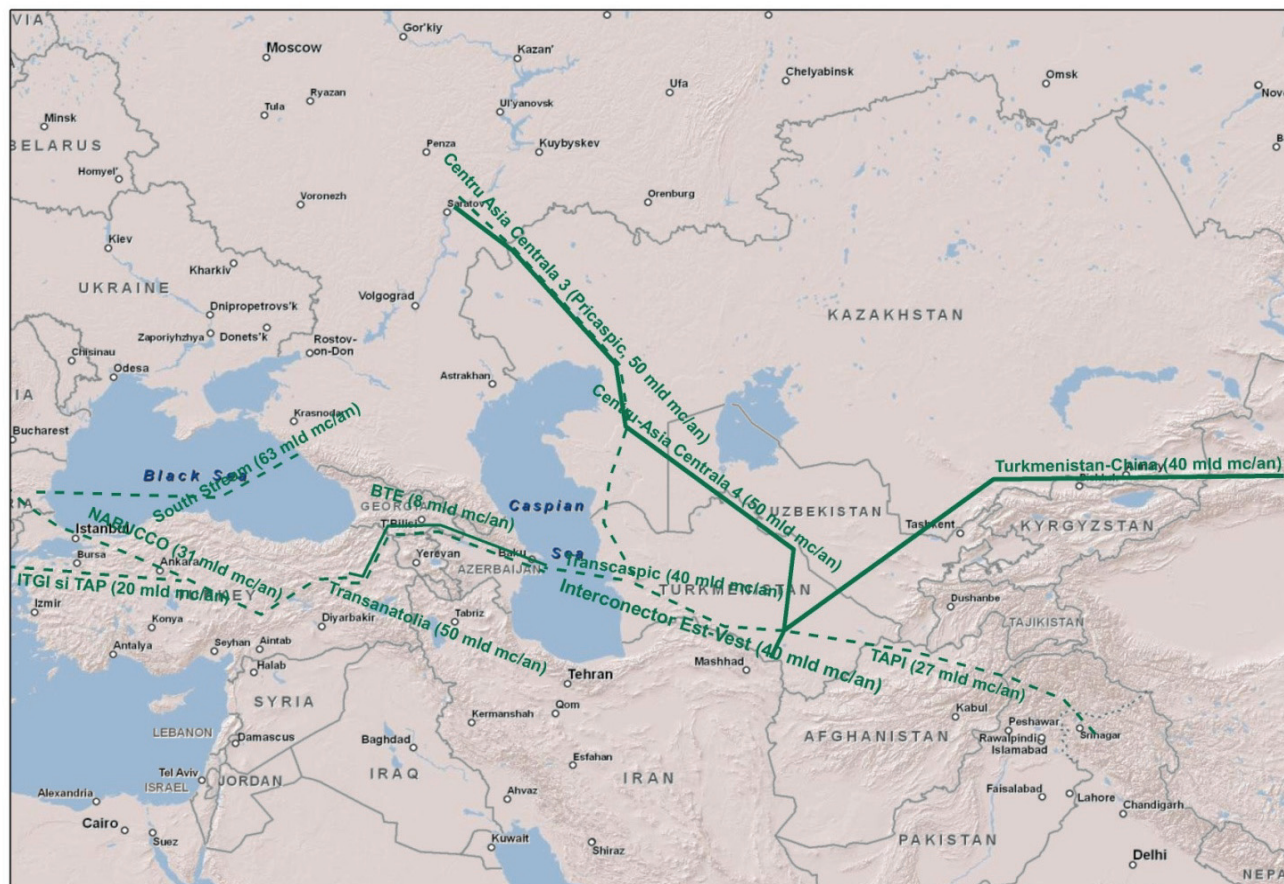 VIA
Gor'kiy
Moscow
Kazan'
Ufa
Chelyabinsk
Omsk
Novo
Ryazan
Tula
Ul'yanovsk
Minsk
BELARUS
Penza
Kuybyskev
Homyel'
Voronezh
Saratov
Orenburg
Centru Asia Centrala 3 (Pricaspic, 50 mld mc/an)
Kiev
Kharkiv
UKRAINE
Volgograd
Dnipropetrovs'k
KAZAKHSTAN
Zaporiyhzhya
Donets'k
Rostov-
on-Don
Chisinau
Odesa
Astrakhan
IA
Krasnodar
Centru-Asia Centrala 4 (50 mld mc/an)
Bucharest
Black Sea
South Stream (63 mld mc/an)
Turkmenistan-China (40 mld mc/an)
BTE (8 mld mc/an)
GEORGIA
T'Bilisi
Caspian
Sea
UZBEKISTAN
Tashkent
KYRGYZSTAN
Istanbul
NABVCCO (31mld mc/an)
Bursa
Ankara
Yerevan
Baku
AZERBAIJAN
Transcaspic (40 mld mc/an)
TURKMENISTAN
ITGI si TAP (20 mld mc/an)
Transanatolia (50 mld mc/an)
Interconector Est-Vest (40 mld mc/an)
Dushanbe
TAJIKISTAN
Izmir
Konya
Diyarbakir
Tabriz
Antalya
Seyhan
Aintab
Halab
Mashhad
TAPI (27 mld mc/an)
Tehran
SYRIA
Qom
Kermanshah
Kabul
Peshawar
Rawalpindi
Islamabad
Srinagar
LEBANON
Damascus
Baghdad
AFGHANISTAN
Tel Aviv
ISRAEL
JORDAN
IRAQ
Esfahan
IRAN
Alexandria
Ahvaz
Faisalabad
Lahore
Chandigarh
Cairo
Suez
Kuwait
Shiraz
PAKISTAN
Delhi
NEPA